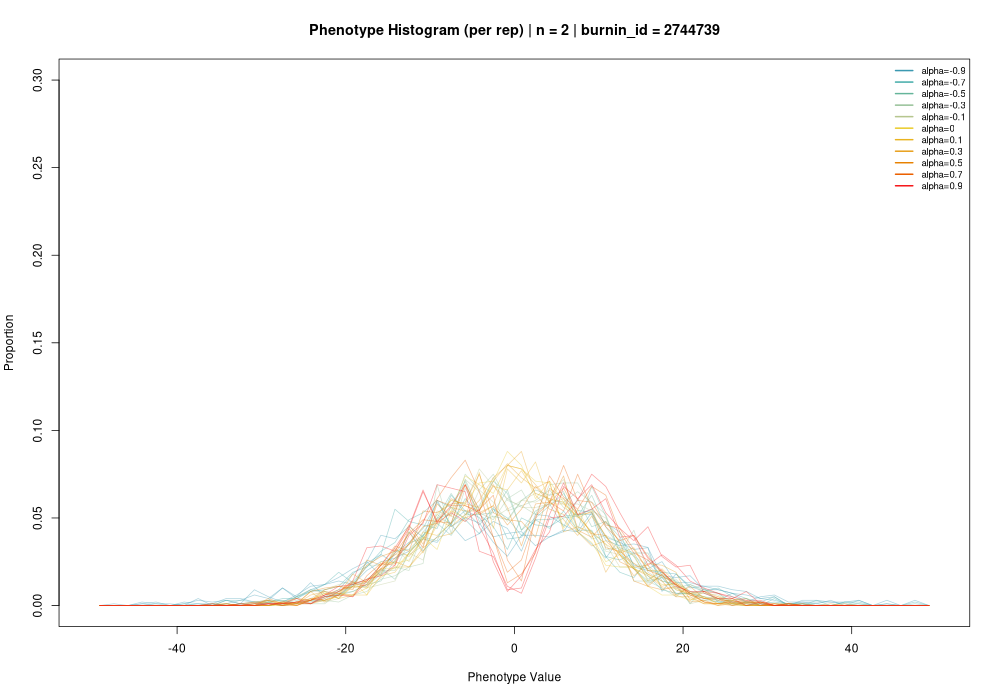 Phenotype Histogram (per rep) | n = 2 | burnin_id = 2744739
alpha=-0.9
alpha=-0.7
alpha=-0.5
alpha=-0.3
alpha=-0.1
alpha=0
alpha=0.1
alpha=0.3
alpha=0.5
alpha=0.7
alpha=0.9
Proportion
0.30
0.25
0.20
0.15
0.10
0.05
0.00
-40 -20 0 20 40
Phenotype Value